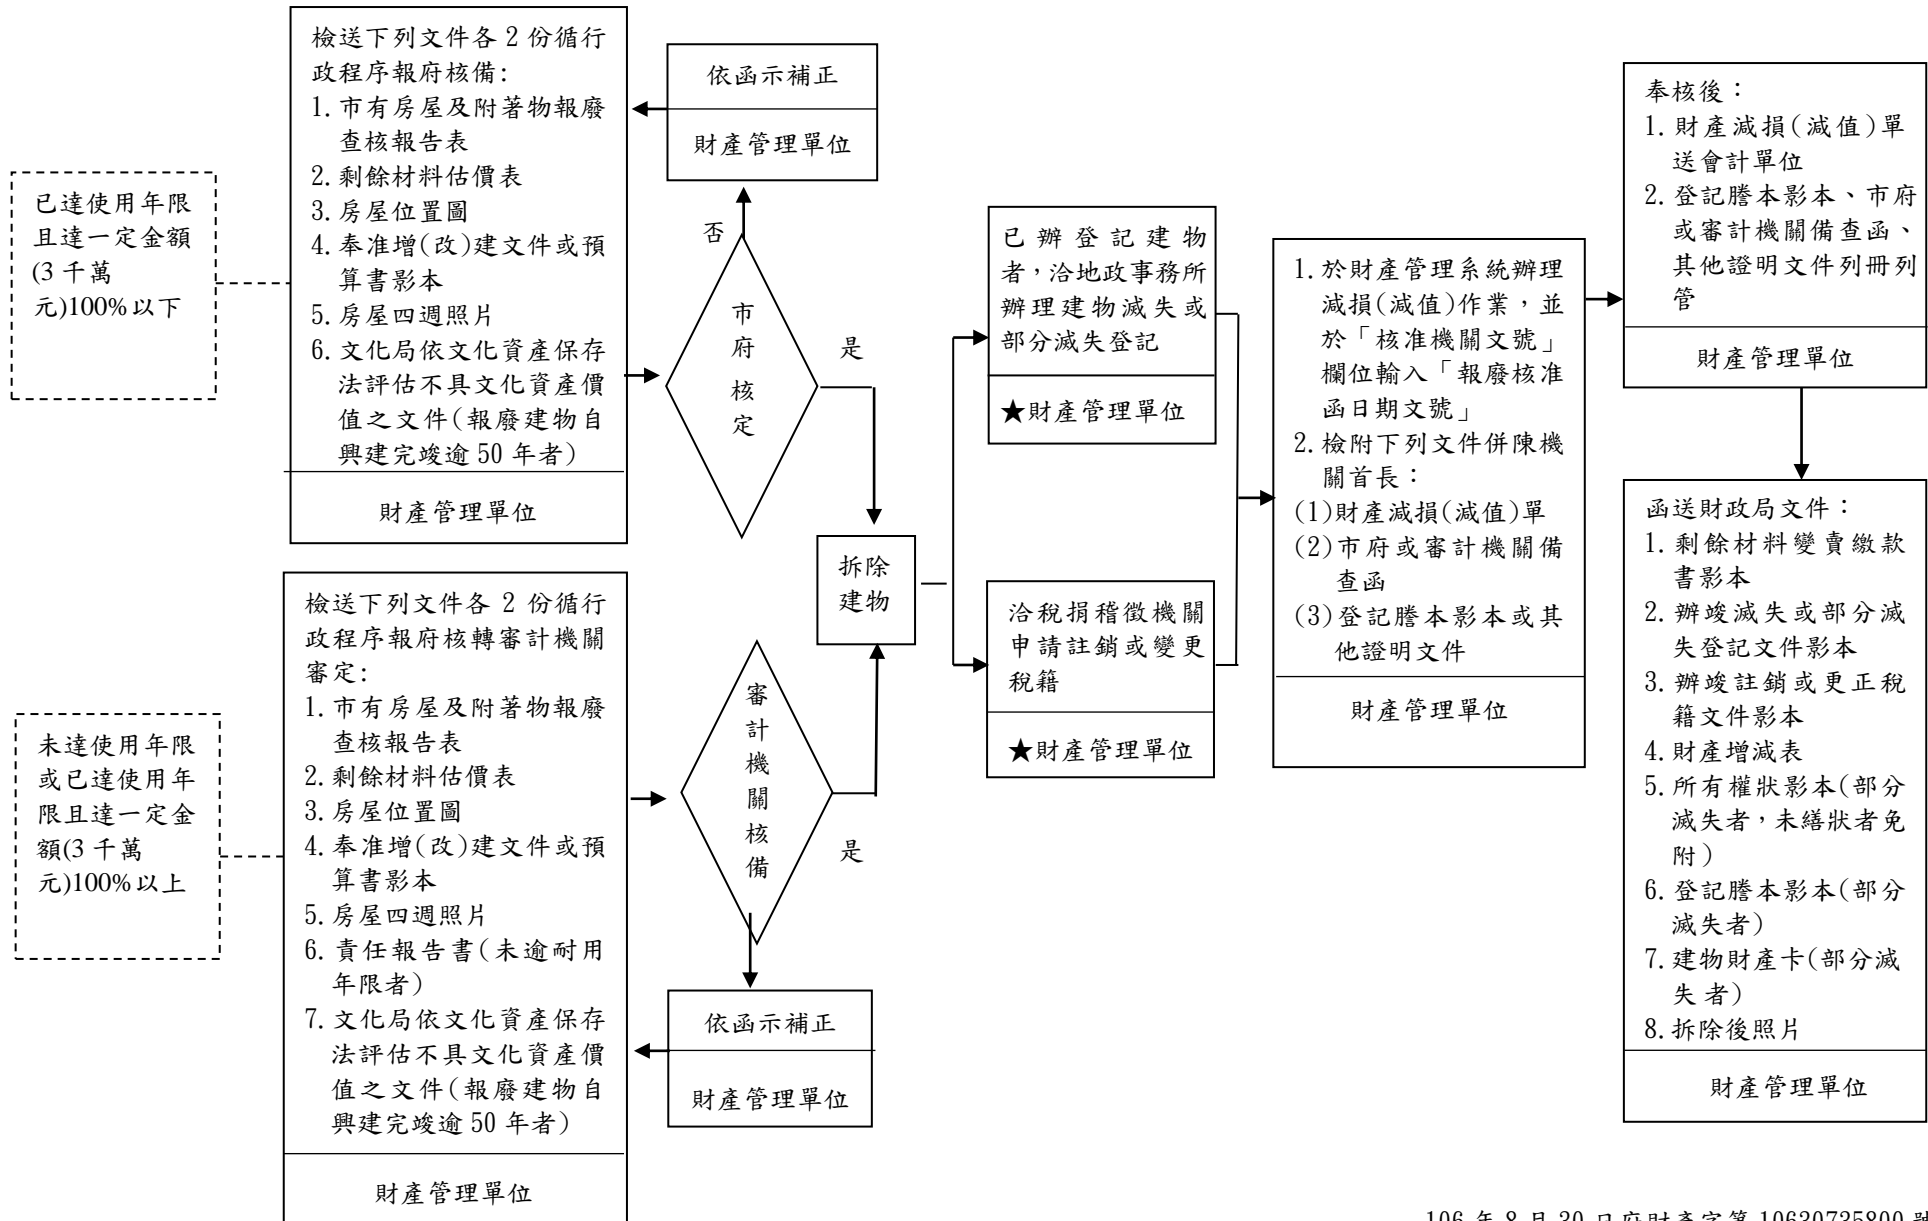 已達使用年限
且達一定金額
(3 千萬
元)100%以下
檢送下列文件各 2 份循行
政程序報府核備:
1.市有房屋及附著物報廢
查核報告表
2.剩餘材料估價表
3.房屋位置圖
4.奉准增(改)建文件或預
算書影本
5.房屋四週照片
6.文化局依文化資產保存
法評估不具文化資產價
值之文件(報廢建物自
興建完竣逾 50 年者)
財產管理單位
依函示補正
財產管理單位
否
市
府
核
定
是
未達使用年限
或已達使用年
限且達一定金
額(3 千萬
元)100%以上
檢送下列文件各 2 份循行
政程序報府核轉審計機關
審定:
1.市有房屋及附著物報廢
查核報告表
2.剩餘材料估價表
3.房屋位置圖
4.奉准增(改)建文件或預
算書影本
5.房屋四週照片
6.責任報告書(未逾耐用
年限者)
7.文化局依文化資產保存
法評估不具文化資產價
值之文件(報廢建物自
興建完竣逾 50 年者)
財產管理單位
審
計
機
關
核
備
是
依函示補正
財產管理單位
拆除
建物
已辦登記建物
者,洽地政事務所
辦理建物滅失或
部分滅失登記
★財產管理單位
洽稅捐稽徵機關
申請註銷或變更
稅籍
★財產管理單位
1.於財產管理系統辦理
減損(減值)作業,並
於「核准機關文號」
欄位輸入「報廢核准
函日期文號」
2.檢附下列文件併陳機
關首長:
(1)財產減損(減值)單
(2)市府或審計機關備
查函
(3)登記謄本影本或其
他證明文件
財產管理單位
奉核後:
1.財產減損(減值)單
送會計單位
2.登記謄本影本、市府
或審計機關備查函、
其他證明文件列冊列
管
財產管理單位
函送財政局文件:
1.剩餘材料變賣繳款
書影本
2.辦竣滅失或部分滅
失登記文件影本
3.辦竣註銷或更正稅
籍文件影本
4.財產增減表
5.所有權狀影本(部分
滅失者,未繕狀者免
附)
6.登記謄本影本(部分
滅失者)
7.建物財產卡(部分滅
失者)
8.拆除後照片
財產管理單位